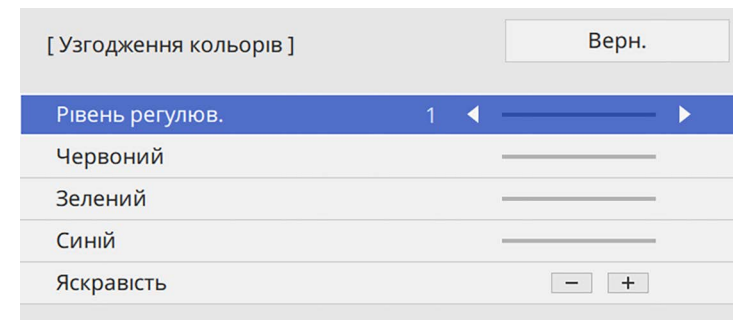 [ Узгодження кольорів ]
Верн.
Рівень регулюв. 1
Червоний
Зелений
Синій
Яскравість − +